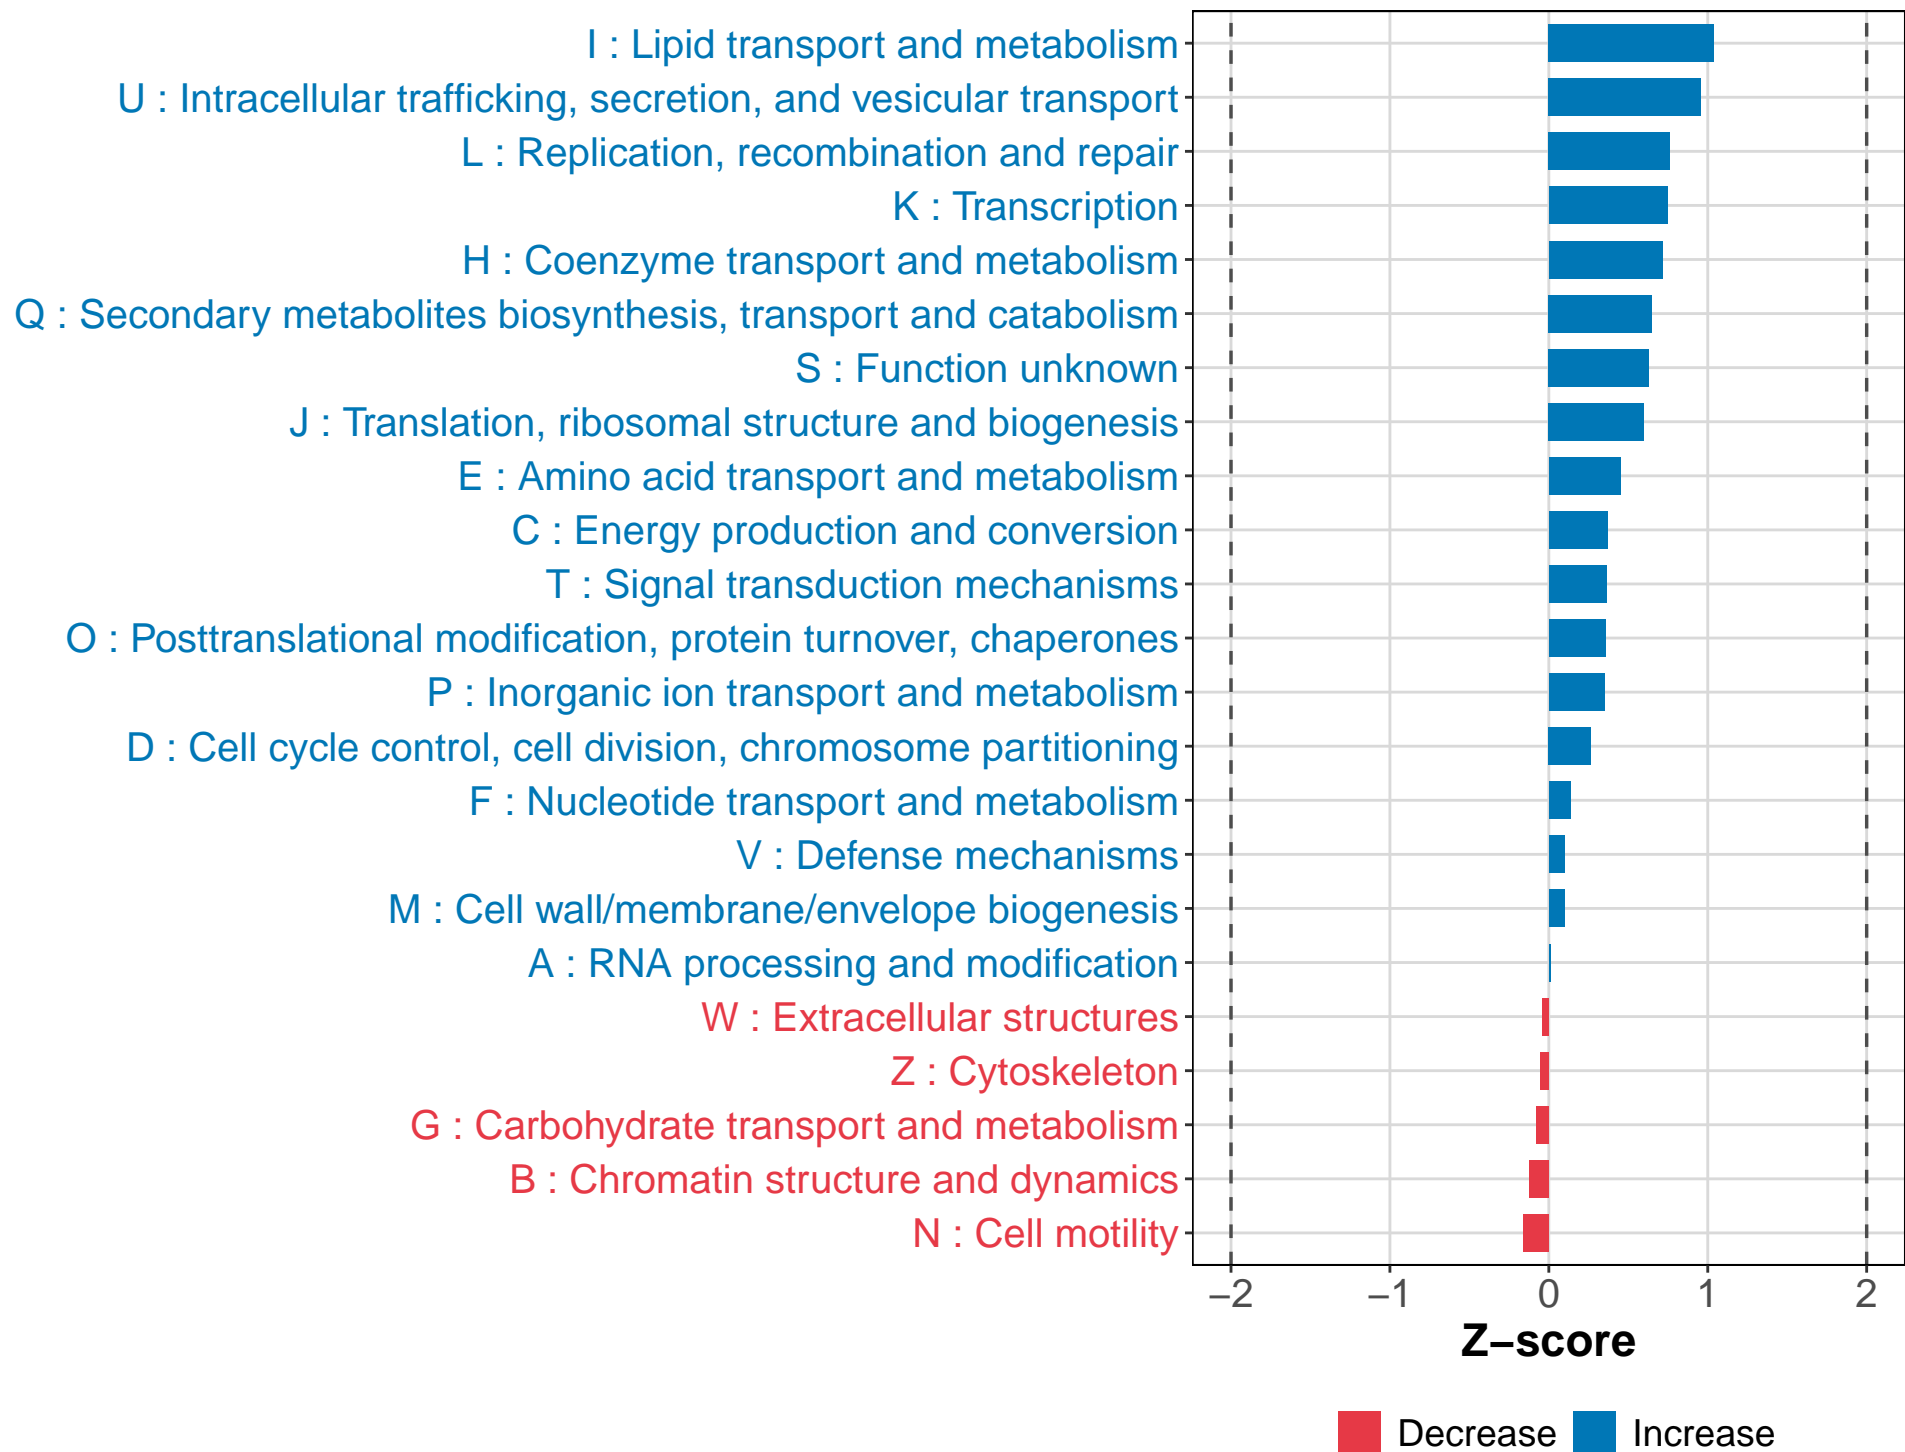 I : Lipid transport and metabolism
U : Intracellular trafficking, secretion, and vesicular transport
L : Replication, recombination and repair
K : Transcription
H : Coenzyme transport and metabolism
Q : Secondary metabolites biosynthesis, transport and catabolism
S : Function unknown
J : Translation, ribosomal structure and biogenesis
E : Amino acid transport and metabolism
C : Energy production and conversion
T : Signal transduction mechanisms
O : Posttranslational modification, protein turnover, chaperones
P : Inorganic ion transport and metabolism
D : Cell cycle control, cell division, chromosome partitioning
F : Nucleotide transport and metabolism
V : Defense mechanisms
M : Cell wall/membrane/envelope biogenesis
A : RNA processing and modification
W : Extracellular structures
Z : Cytoskeleton
G : Carbohydrate transport and metabolism
B : Chromatin structure and dynamics
N : Cell motility
−2 −1 0 1 2
Z−score
Decrease Increase